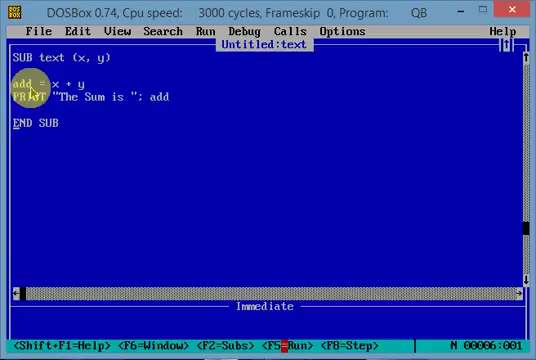 DOSBox 0.74, Cpu speed: 3000 cycles, Frameskip 0, Program: QB
File Edit View Search Run Debug Calls Options Help
Untitled:text
SUB text (x, y)
add = x + y
PRINT "The Sum is "; add
END SUB
Immediate
<Shift+F1=Help> <F6=Window> <F2=Subs> <F5=Run> <F8=Step> N 00006:001